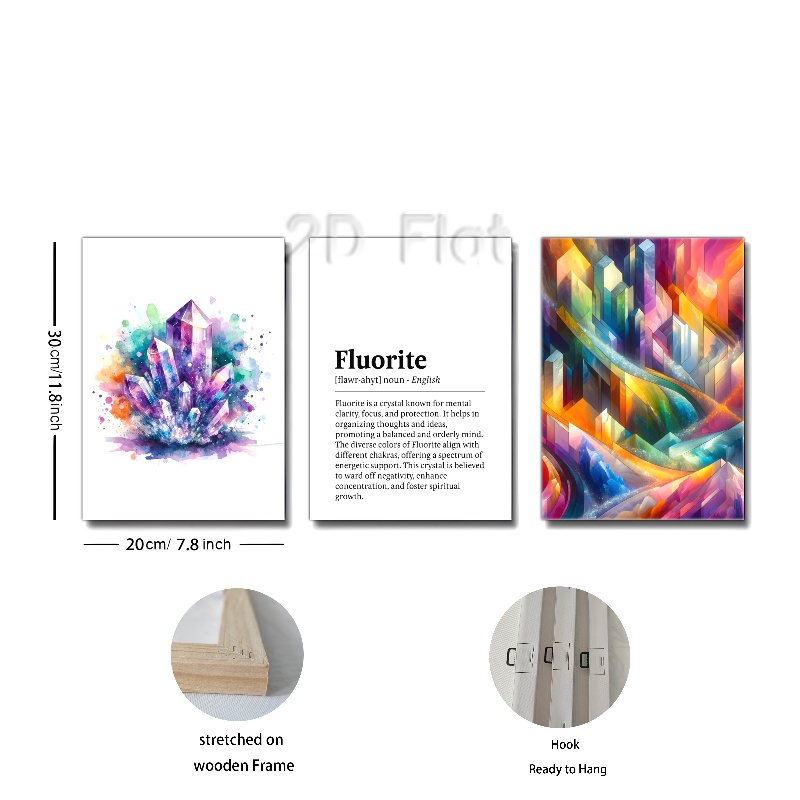 2D Flat
30cm/11.8inch
Fluorite
[flawr-ahyt] noun - English
Fluorite is a crystal known for mental
clarity, focus, and protection. It helps in
organizing thoughts and ideas,
promoting a balanced and orderly mind.
The diverse colors of Fluorite align with
different chakras, offering a spectrum of
energetic support. This crystal is believed
to ward off negativity, enhance
concentration, and foster spiritual
growth.
20cm/ 7.8 inch
stretched on
wooden Frame
Hook
Ready to Hang